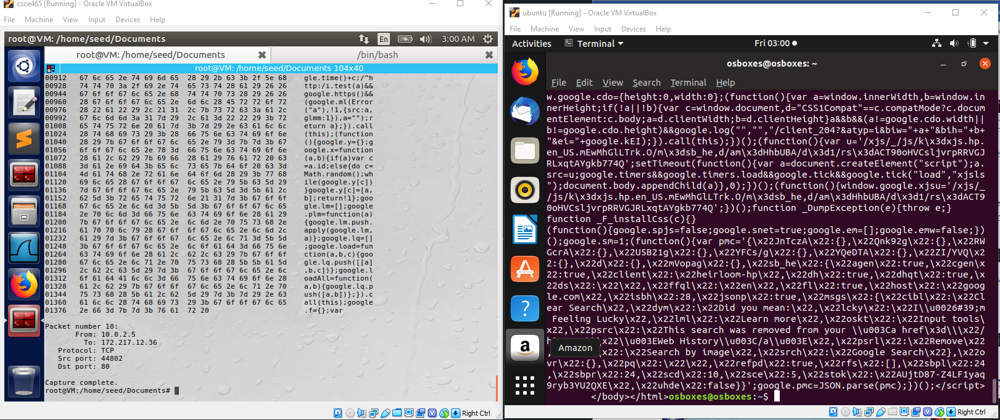 csce465 [Running] - Oracle VM VirtualBox
File Machine View Input Devices Help
root@VM: /home/seed/Documents
En
3:00 AM
root@VM: /home/seed/Documents
/bin/bash
root@VM: /home/seed/Documents 104x40
00912 67 6c 65 2e 74 69 6d 65 28 29 2b 63 3b 2f 5e 68 gle.time()+c;/^h
00928 74 74 70 3a 2f 69 2e 74 65 73 74 28 61 29 26 26 ttp:/i.test(a)&&
00944 67 6f 6f 67 6c 65 2e 68 74 74 70 73 28 29 26 26 google.https()&&
00960 28 67 6f 6f 67 6c 65 2e 6d 6c 28 45 72 72 6f 72 (google.ml(Error
00976 28 22 61 22 29 2c 21 31 2c 7b 73 72 63 3a 61 2c ("a"),!1,{src:a,
00992 67 6c 6d 6d 3a 31 7d 29 2c 61 3d 22 22 29 3b 72 glmm:1}),a="");r
01008 65 74 75 72 6e 20 61 7d 3b 7d 29 2e 63 61 6c 6c eturn a};}).call
01024 28 74 68 69 73 29 3b 28 66 75 6e 63 74 69 6f 6e (this);(function
01040 28 29 7b 67 6f 6f 67 6c 65 2e 79 3d 7b 7d 3b 67 (){google.y={};g
01056 6f 6f 67 6c 65 2e 78 3d 66 75 6e 63 74 69 6f 6e oogle.x=function
01072 28 61 2c 62 29 7b 69 66 28 61 29 76 61 72 20 63 (a,b){if(a)var c
01088 3d 61 2e 69 64 3b 65 6c 73 65 7b 64 6f 20 63 3d =a.id;else{do c=
01104 4d 61 74 68 2e 72 61 6e 64 6f 6d 28 29 3b 77 68 Math.random();wh
01120 69 6c 65 28 67 6f 6f 67 6c 65 2e 79 5b 63 5d 29 ile(google.y[c])
01136 7d 67 6f 6f 67 6c 65 2e 79 5b 63 5d 3d 5b 61 2c }google.y[c]=[a,
01152 62 5d 3b 72 65 74 75 72 6e 21 31 7d 3b 67 6f 6f b];return!1};goo
01168 67 6c 65 2e 6c 6d 3d 5b 5d 3b 67 6f 6f 67 6c 65 gle.lm=[];google
01184 2e 70 6c 6d 3d 66 75 6e 63 74 69 6f 6e 28 61 29 .plm=function(a)
01200 7b 67 6f 6f 67 6c 65 2e 6c 6d 2e 70 75 73 68 2e {google.lm.push.
01216 61 70 70 6c 79 28 67 6f 6f 67 6c 65 2e 6c 6d 2c apply(google.lm,
01232 61 29 7d 3b 67 6f 6f 67 6c 65 2e 6c 71 3d 5b 5d a)};google.lq=[]
01248 3b 67 6f 6f 67 6c 65 2e 6c 6f 61 64 3d 66 75 6e ;google.load=fun
01264 63 74 69 6f 6e 28 61 2c 62 2c 63 29 7b 67 6f 6f ction(a,b,c){goo
01280 67 6c 65 2e 6c 71 2e 70 75 73 68 28 5b 5b 61 5d gle.lq.push([[a]
01296 2c 62 2c 63 5d 29 7d 3b 67 6f 6f 67 6c 65 2e 6c ,b,c])};google.l
01312 6f 61 64 41 6c 6c 3d 66 75 6e 63 74 69 6f 6e 28 oadAll=function(
01328 61 2c 62 29 7b 67 6f 6f 67 6c 65 2e 6c 71 2e 70 a,b){google.lq.p
01344 75 73 68 28 5b 61 2c 62 5d 29 7d 3b 7d 29 2e 63 ush([a,b])};}).c
01360 61 6c 6c 28 74 68 69 73 29 3b 67 6f 6f 67 6c 65 all(this);google
01376 2e 66 3d 7b 7d 3b 76 61 72 20 .f={};var
Packet number 10:
From: 10.0.2.5
To: 172.217.12.36
Protocol: TCP
Src port: 44802
Dst port: 80
Capture complete.
root@VM:/home/seed/Documents#
Right Ctrl
ubuntu [Running] - Oracle VM VirtualBox
File Machine View Input Devices Help
Activities Terminal Fri 03:00
osboxes@osboxes: ~
File Edit View Search Terminal Help
w.google.cdo={height:0,width:0};(function(){var a=window.innerWidth,b=window.in
nerHeight;if(!a||!b){var c=window.document,d="CSS1Compat"==c.compatMode?c.docum
entElement:c.body;a=d.clientWidth;b=d.clientHeight}a&&b&&(a!=google.cdo.width||
b!=google.cdo.height)&&google.log("","","/client_204?&atyp=i&biw="+a+"&bih="+b+
"&ei="+google.kEI);}).call(this);})();(function(){var u='/xjs/_/js/k\x3dxjs.hp.
en_US.mEwMhGlLTrk.O/m\x3dsb_he,d/am\x3dHhbUBA/d\x3d1/rs\x3dACT90oHVCsljvrpRRVGJ
RLxqtAYgkb774Q';setTimeout(function(){var a=document.createElement("script");a.
src=u;google.timers&&google.timers.load&&google.tick&&google.tick("load","xjsls
");document.body.appendChild(a)},0);})();(function(){window.google.xjsu='/xjs/_
/js/k\x3dxjs.hp.en_US.mEwMhGlLTrk.O/m\x3dsb_he,d/am\x3dHhbUBA/d\x3d1/rs\x3dACT9
0oHVCsljvrpRRVGJRLxqtAYgkb774Q';})();function _DumpException(e){throw e;}
function _F_installCss(c){}
(function(){google.spjs=false;google.snet=true;google.em=[];google.emw=false;})
();google.sm=1;(function(){var pmc='{\x22JnTczA\x22:{},\x22Qnk92g\x22:{},\x22RW
GcrA\x22:{},\x22U5B21g\x22:{},\x22YFCs/g\x22:{},\x22YQeDTA\x22:{},\x22ZI/YVQ\x2
2:{},\x22d\x22:{},\x22mVopag\x22:{},\x22sb_he\x22:{\x22agen\x22:true,\x22cgen\x
22:true,\x22client\x22:\x22heirloom-hp\x22,\x22dh\x22:true,\x22dhqt\x22:true,\x
22ds\x22:\x22\x22,\x22ffql\x22:\x22en\x22,\x22fl\x22:true,\x22host\x22:\x22goog
le.com\x22,\x22isbh\x22:28,\x22jsonp\x22:true,\x22msgs\x22:{\x22cibl\x22:\x22Cl
ear Search\x22,\x22dym\x22:\x22Did you mean:\x22,\x22lcky\x22:\x22I\\u0026#39;m
Feeling Lucky\x22,\x22lml\x22:\x22Learn more\x22,\x22oskt\x22:\x22Input tools\
x22,\x22psrc\x22:\x22This search was removed from your \\u003Ca href\x3d\\\x22/
\x22\\u003EWeb History\\u003C/a\\u003E\x22,\x22psrl\x22:\x22Remove\x22
Amazon
:\x22Search by image\x22,\x22srch\x22:\x22Google Search\x22},\x22o
vr\x22:{},\x22pq\x22:\x22\x22,\x22refpd\x22:true,\x22rfs\x22:[],\x22sbpl\x22:24
,\x22sbpr\x22:24,\x22scd\x22:10,\x22sce\x22:5,\x22stok\x22:\x22AUjtD87-Z4LF1yaq
9ryb3YU2QXE\x22,\x22uhde\x22:false}}';google.pmc=JSON.parse(pmc);})();</script>
</body></html>osboxes@osboxes:~$
Right Ctrl